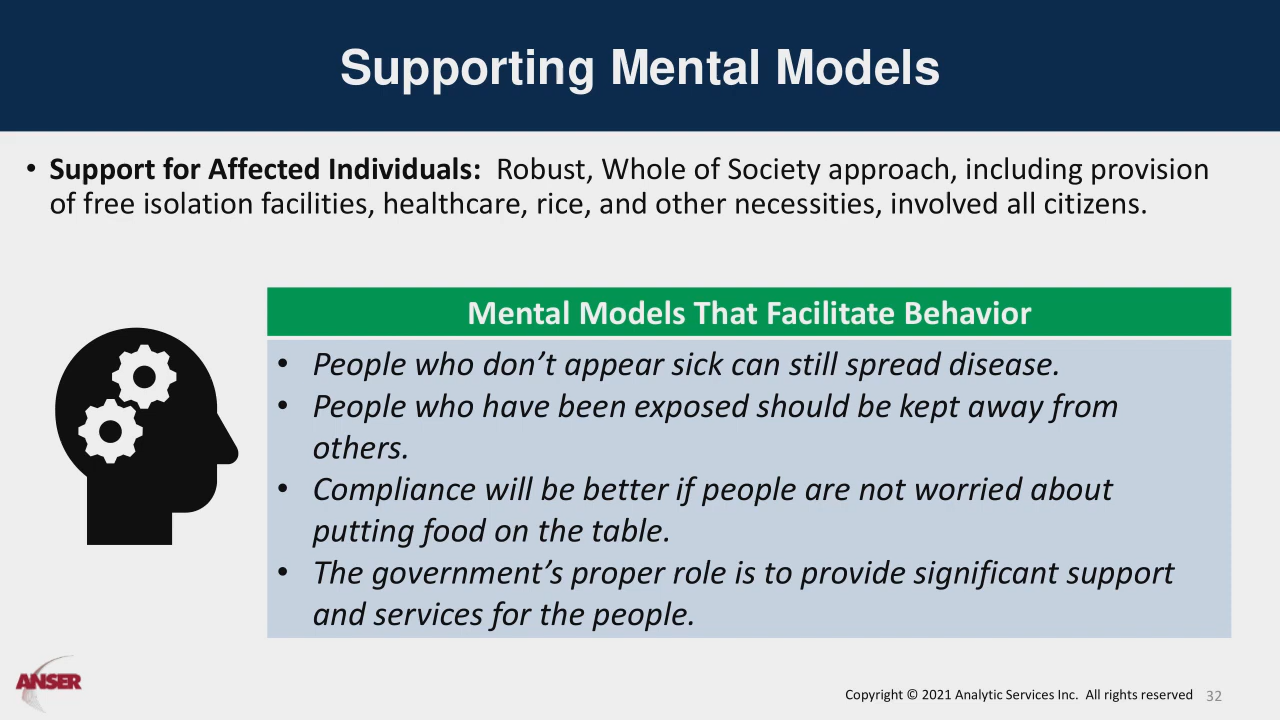 Supporting Mental Models
• Support for Affected Individuals:  Robust, Whole of Society approach, including provision
of free isolation facilities, healthcare, rice, and other necessities, involved all citizens.
Mental Models That Facilitate Behavior
• People who don’t appear sick can still spread disease.
• People who have been exposed should be kept away from
others.
• Compliance will be better if people are not worried about
putting food on the table.
• The government’s proper role is to provide significant support
and services for the people.
ANSER
Copyright © 2021 Analytic Services Inc.  All rights reserved 32